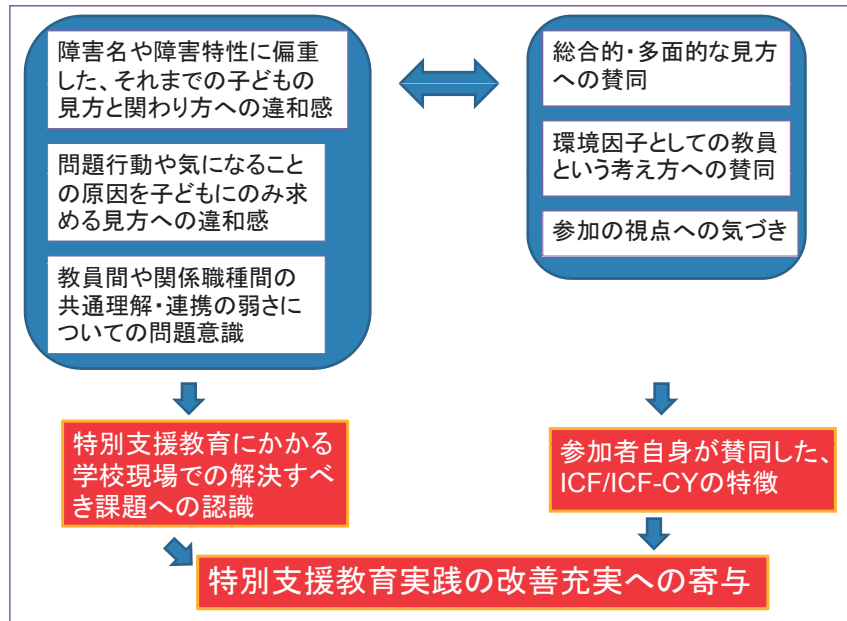 障害名や障害特性に偏重
した、それまでの子どもの
見方と関わり方への違和感
問題行動や気になること
の原因を子どもにのみ求
める見方への違和感
教員間や関係職種間の
共通理解・連携の弱さに
ついての問題意識
総合的・多面的な見方
への賛同
環境因子としての教員
という考え方への賛同
参加の視点への気づき
特別支援教育にかかる
学校現場での解決すべ
き課題への認識
参加者自身が賛同した、
ICF/ICF-CYの特徴
特別支援教育実践の改善充実への寄与